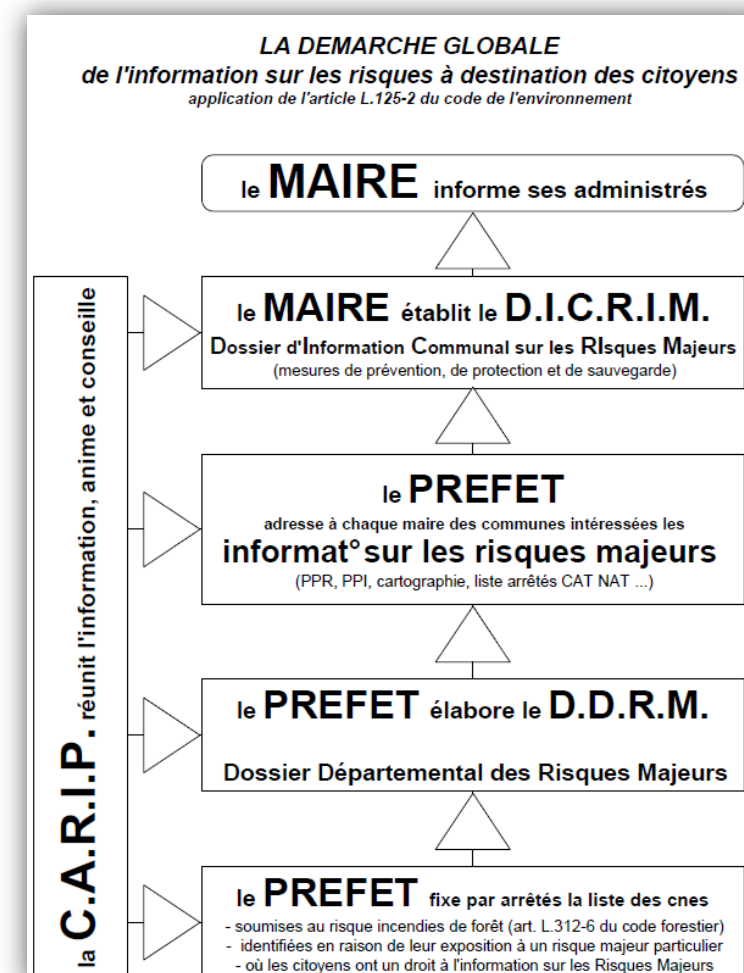 LA DEMARCHE GLOBALE
de l'information sur les risques à destination des citoyens
application de l'article L.125-2 du code de l'environnement
le MAIRE informe ses administrés
le MAIRE établit le D.I.C.R.I.M.
Dossier d'Information Communal sur les RIsques Majeurs
(mesures de prévention, de protection et de sauvegarde)
le PREFET
adresse à chaque maire des communes intéressées les
informat° sur les risques majeurs
(PPR, PPI, cartographie, liste arrêtés CAT NAT ...)
le PREFET élabore le D.D.R.M.
Dossier Départemental des Risques Majeurs
le PREFET fixe par arrêtés la liste des cnes
- soumises au risque incendies de forêt (art. L.312-6 du code forestier)
- identifiées en raison de leur exposition à un risque majeur particulier
- où les citoyens ont un droit à l'information sur les Risques Majeurs
la C.A.R.I.P. réunit l'information, anime et conseille